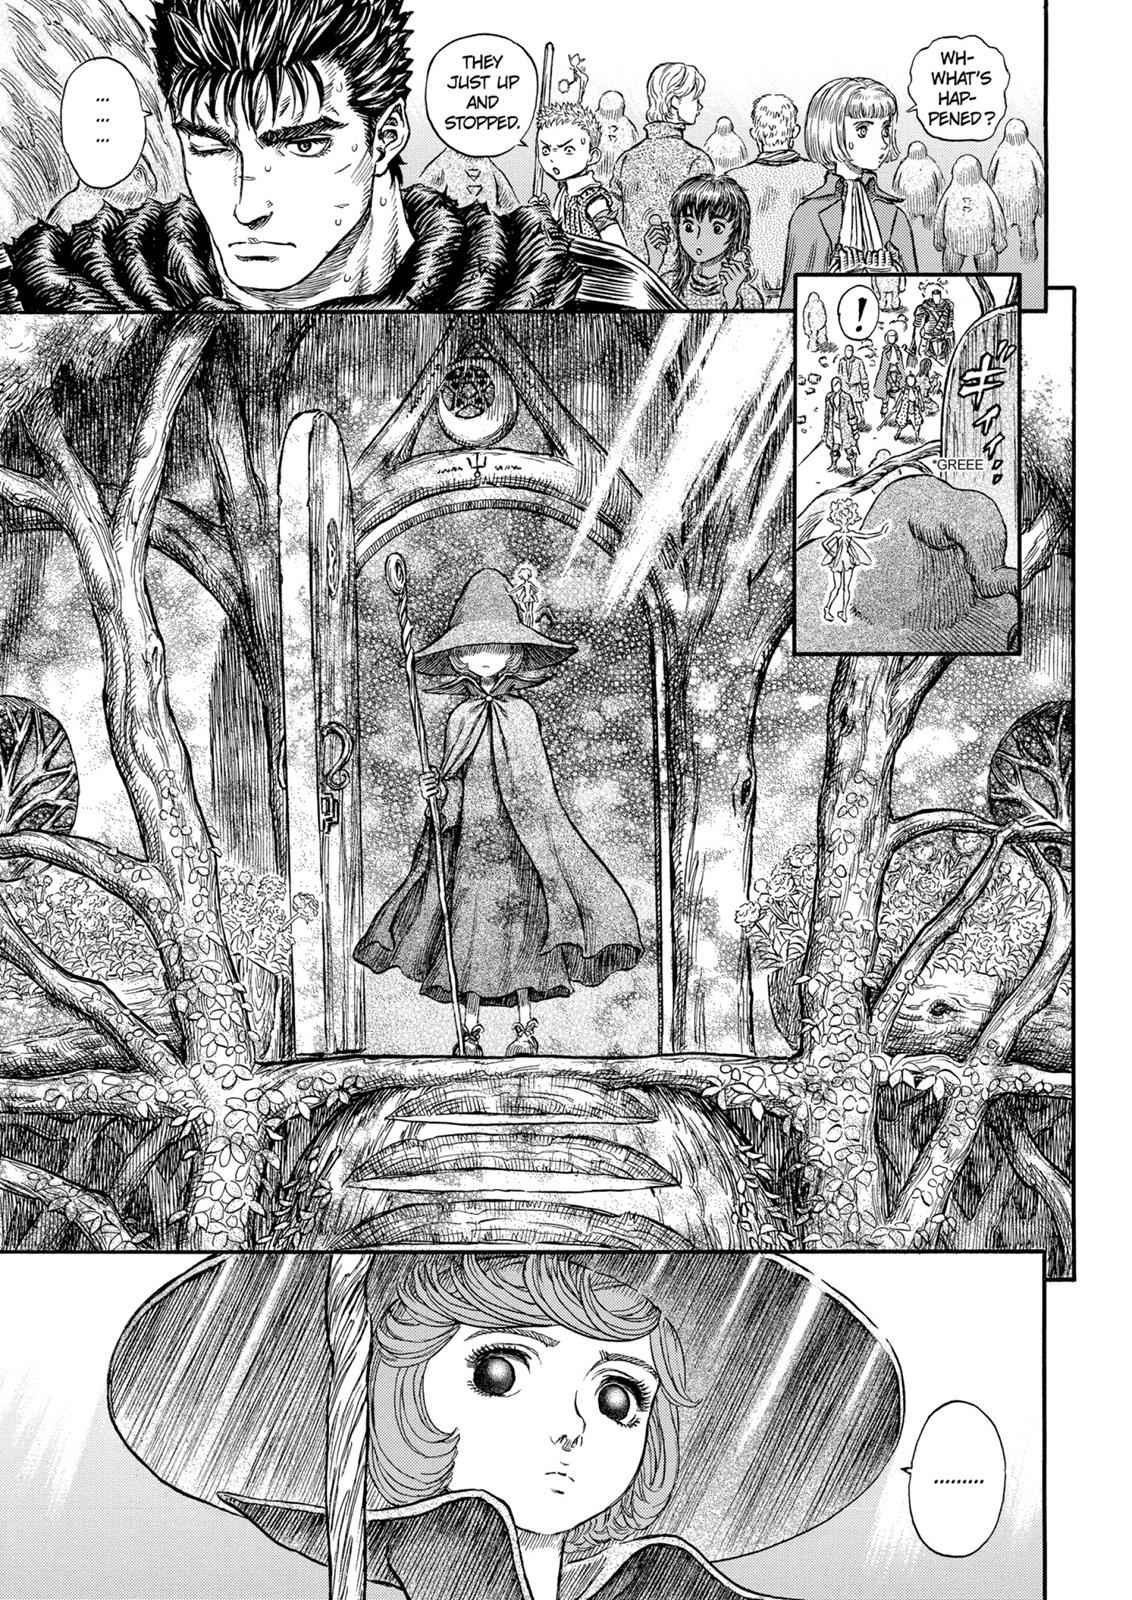 WH-
WHAT'S
HAP-
PENED?
THEY
JUST UP
AND
STOPPED.
...
...
...
!
ギィィ…
*GREEE
.........